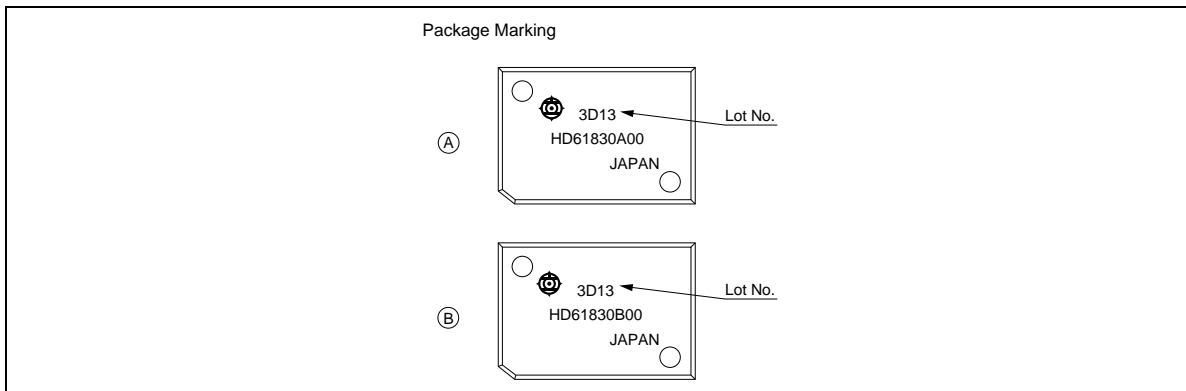 Package Marking
3D13
Lot No.
A
HD61830A00
JAPAN
3D13
Lot No.
B
HD61830B00
JAPAN